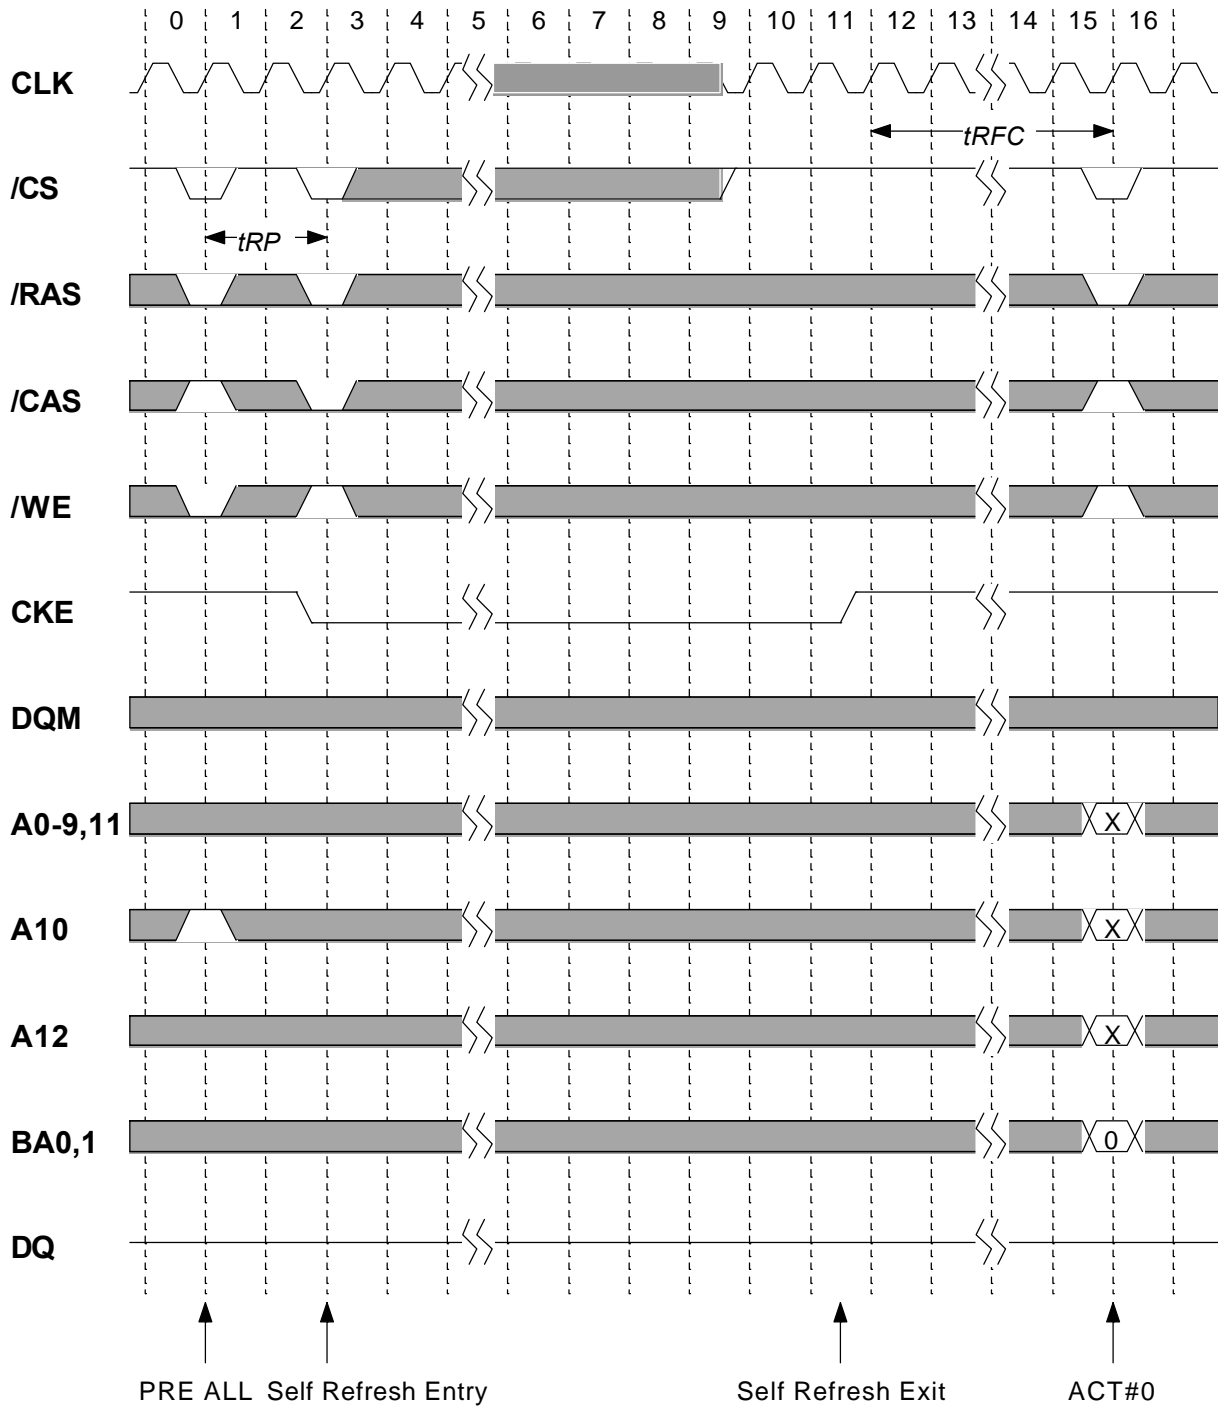 0 1 2 3 4 5 6 7 8 9 10 11 12 13 14 15 16
CLK
tRFC
/CS
tRP
/RAS
/CAS
/WE
CKE
DQM
A0-9,11 X
A10 X
A12 X
BA0,1 0
DQ
PRE ALL Self Refresh Entry Self Refresh Exit ACT#0